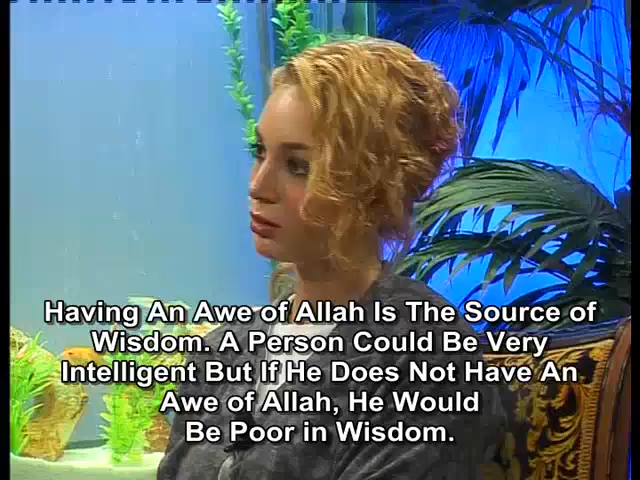 Having An Awe of Allah Is The Source of
Wisdom. A Person Could Be Very
Intelligent But If He Does Not Have An
Awe of Allah, He Would
Be Poor in Wisdom.